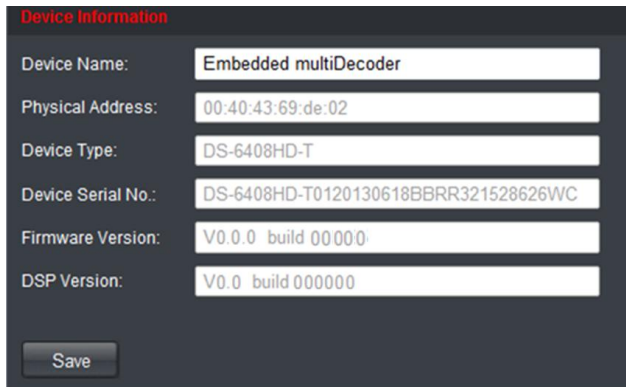 Device Information
Device Name: Embedded multiDecoder
Physical Address: 00:40:43:69:de:02
Device Type: DS-6408HD-T
Device Serial No.: DS-6408HD-T0120130618BBRR321528626WC
Firmware Version: V0.0.0 build 00000
DSP Version: V0.0 build 000000
Save